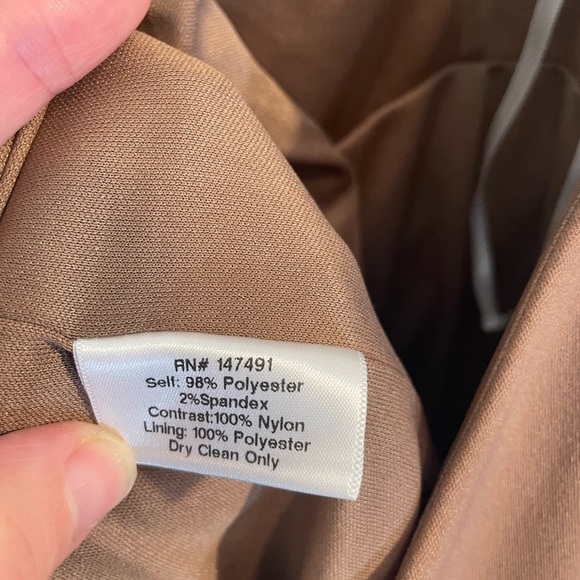 RN# 147491
Self: 98% Polyester
2%Spandex
Contrast:100% Nylon
Lining: 100% Polyester
Dry Clean Only